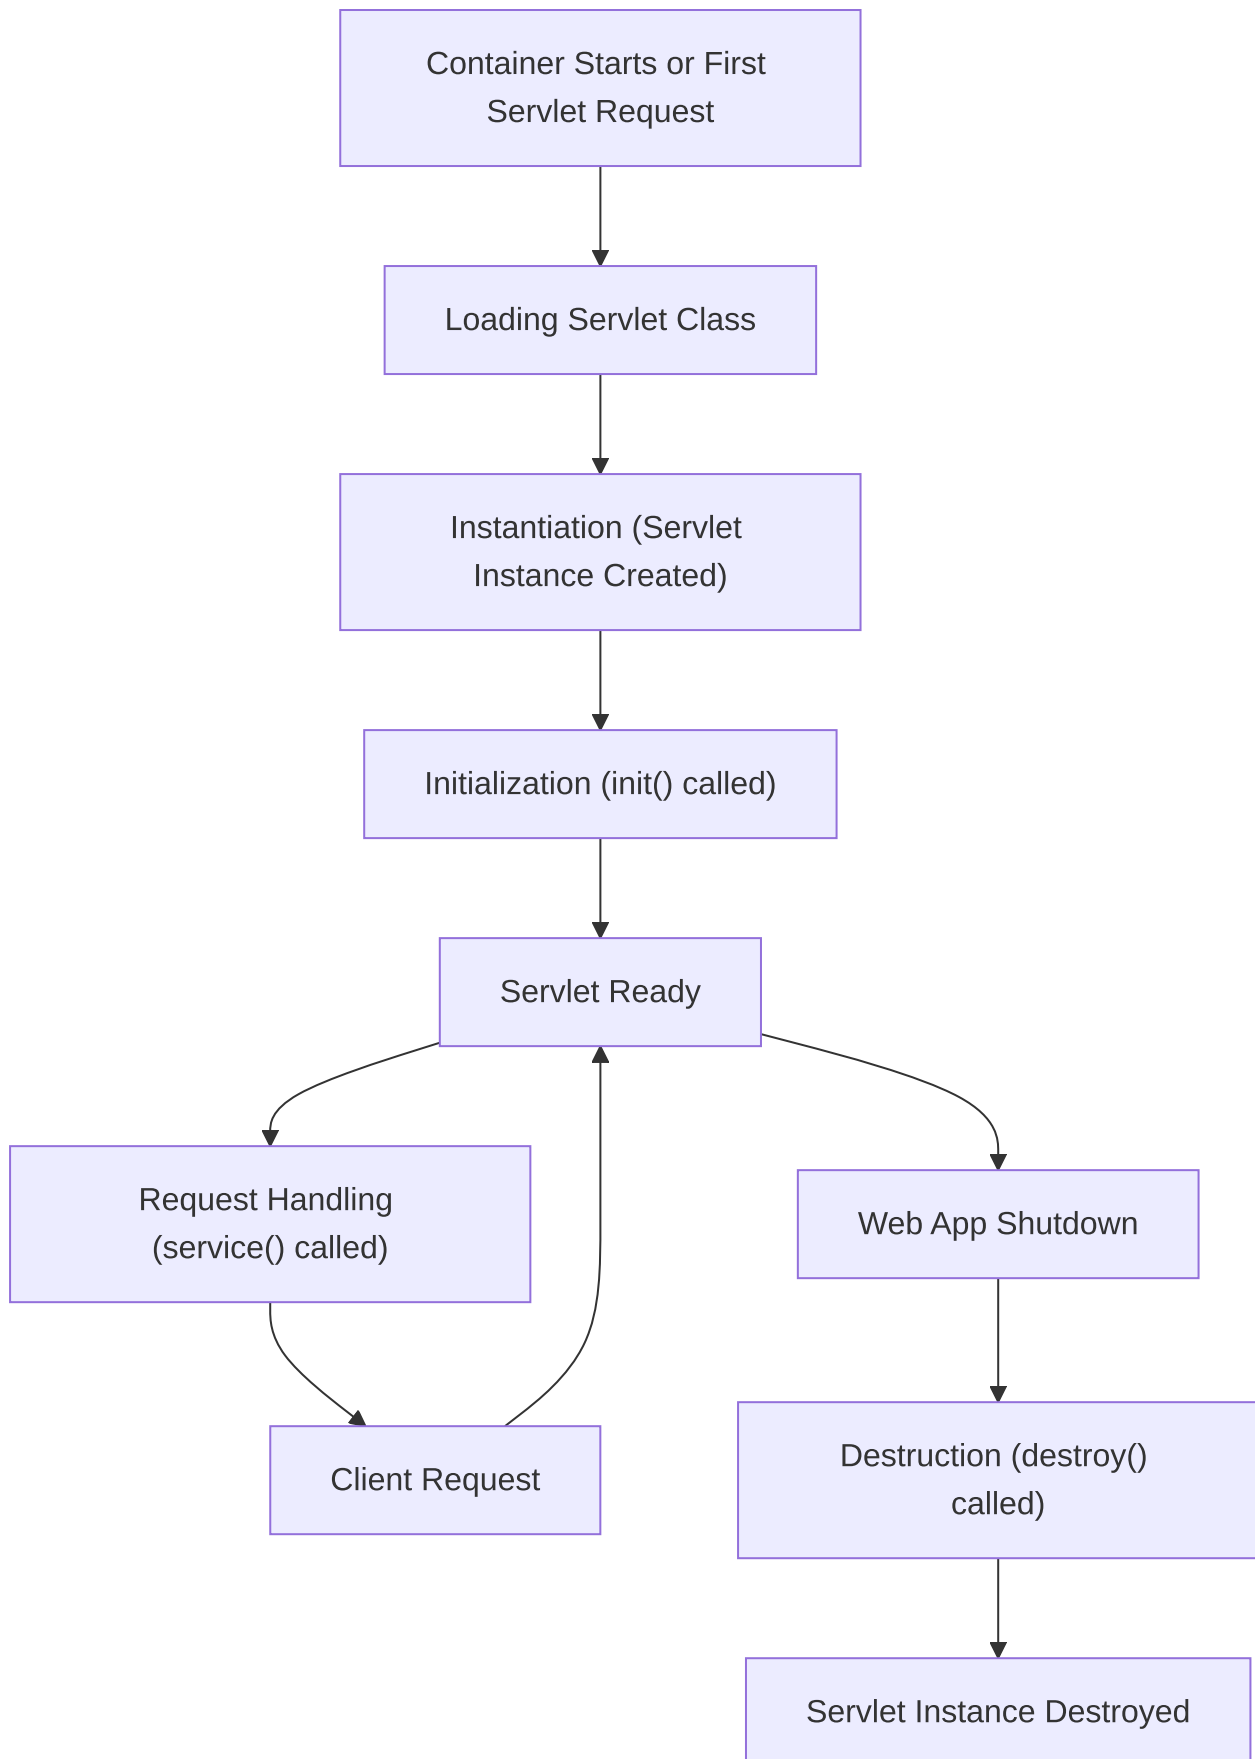 Container Starts or First
Servlet Request
Loading Servlet Class
Instantiation (Servlet
Instance Created)
Initialization (init() called)
Servlet Ready
Request Handling
(service() called)
Web App Shutdown
Client Request
Destruction (destroy()
called)
Servlet Instance Destroyed